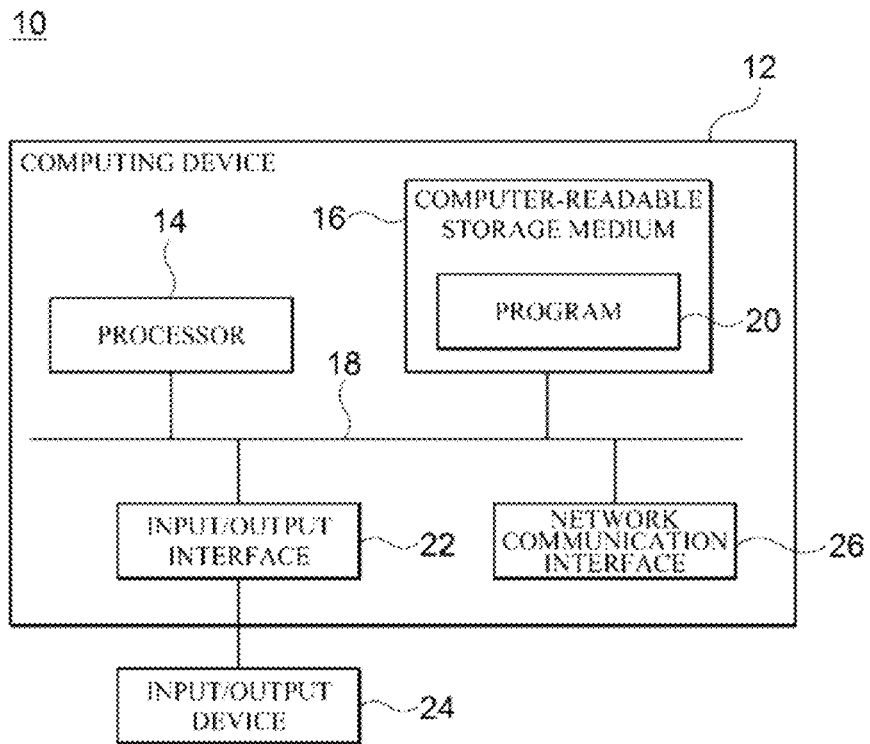 10
12
COMPUTING DEVICE
14
16
COMPUTER-READABLE
STORAGE MEDIUM
PROCESSOR
PROGRAM
20
18
INPUT/OUTPUT
INTERFACE
22
NETWORK
COMMUNICATION
INTERFACE
26
INPUT/OUTPUT
DEVICE
24